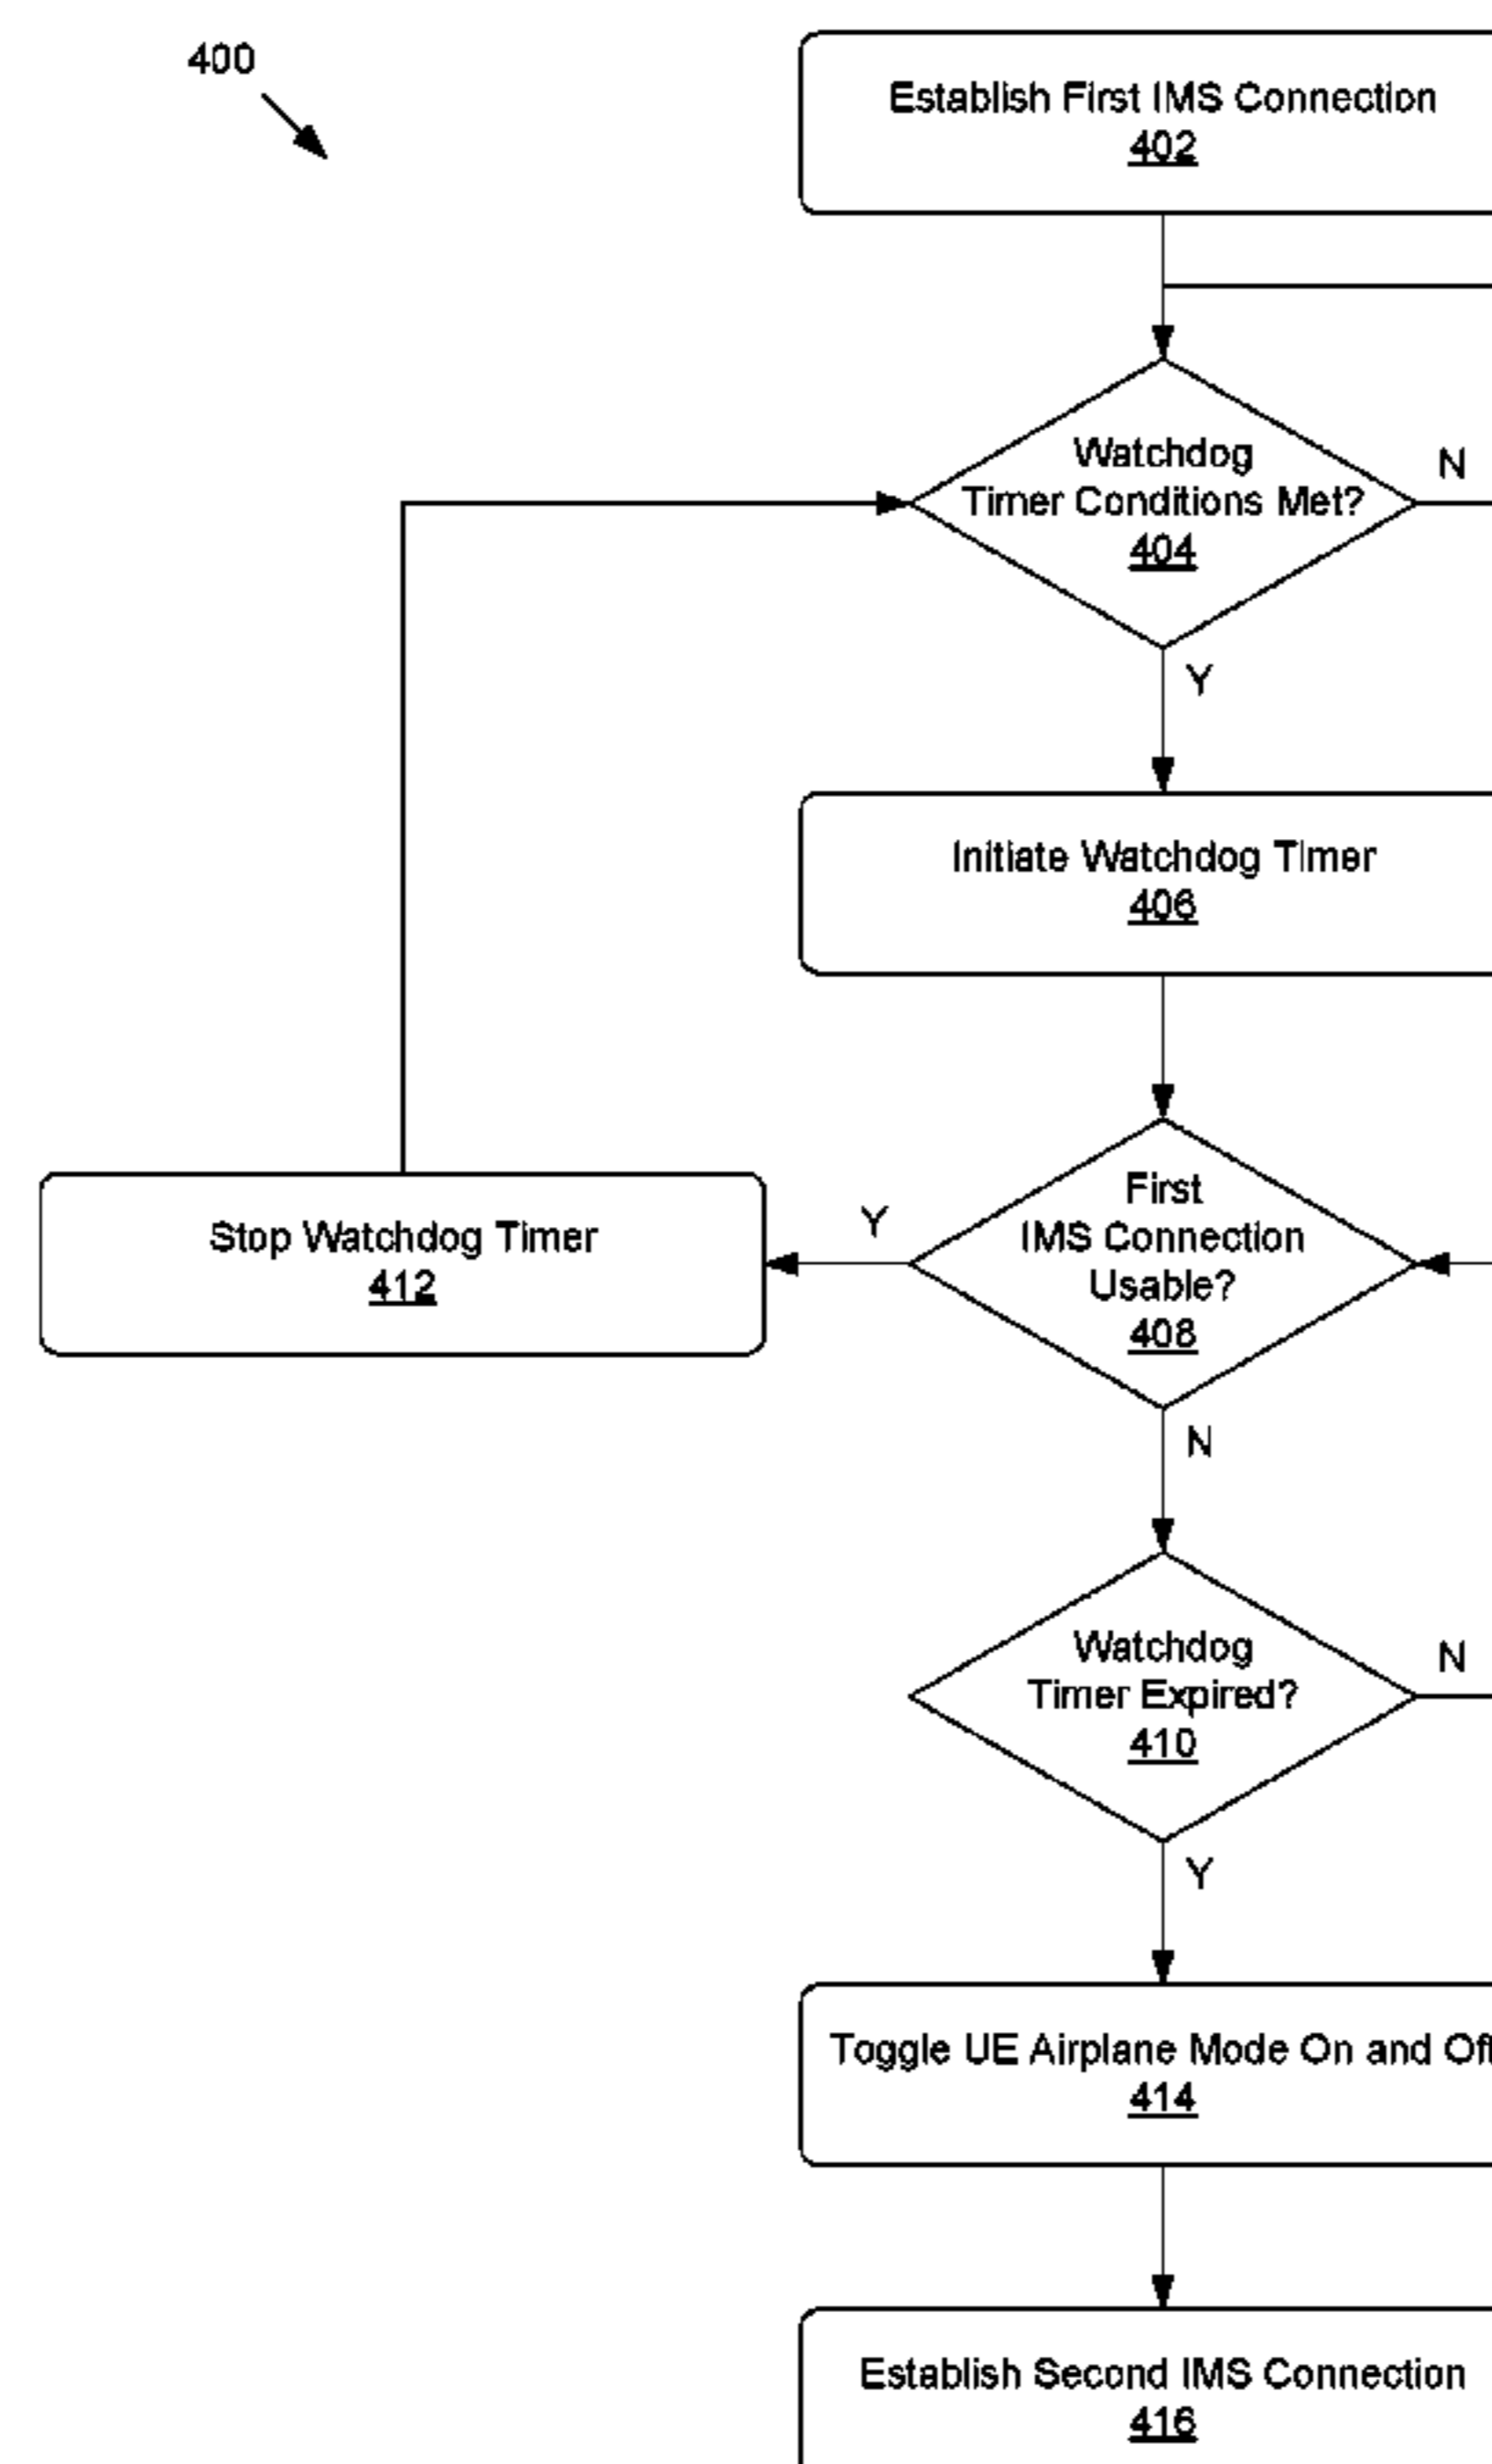 400
Establish First IMS Connection
402
Watchdog
Timer Conditions Met?
404
N
Y
Initiate Watchdog Timer
406
First
IMS Connection
Usable?
408
Y
Stop Watchdog Timer
412
N
Watchdog
Timer Expired?
410
N
Y
Toggle UE Airplane Mode On and
414
Establish Second IMS Connection
416